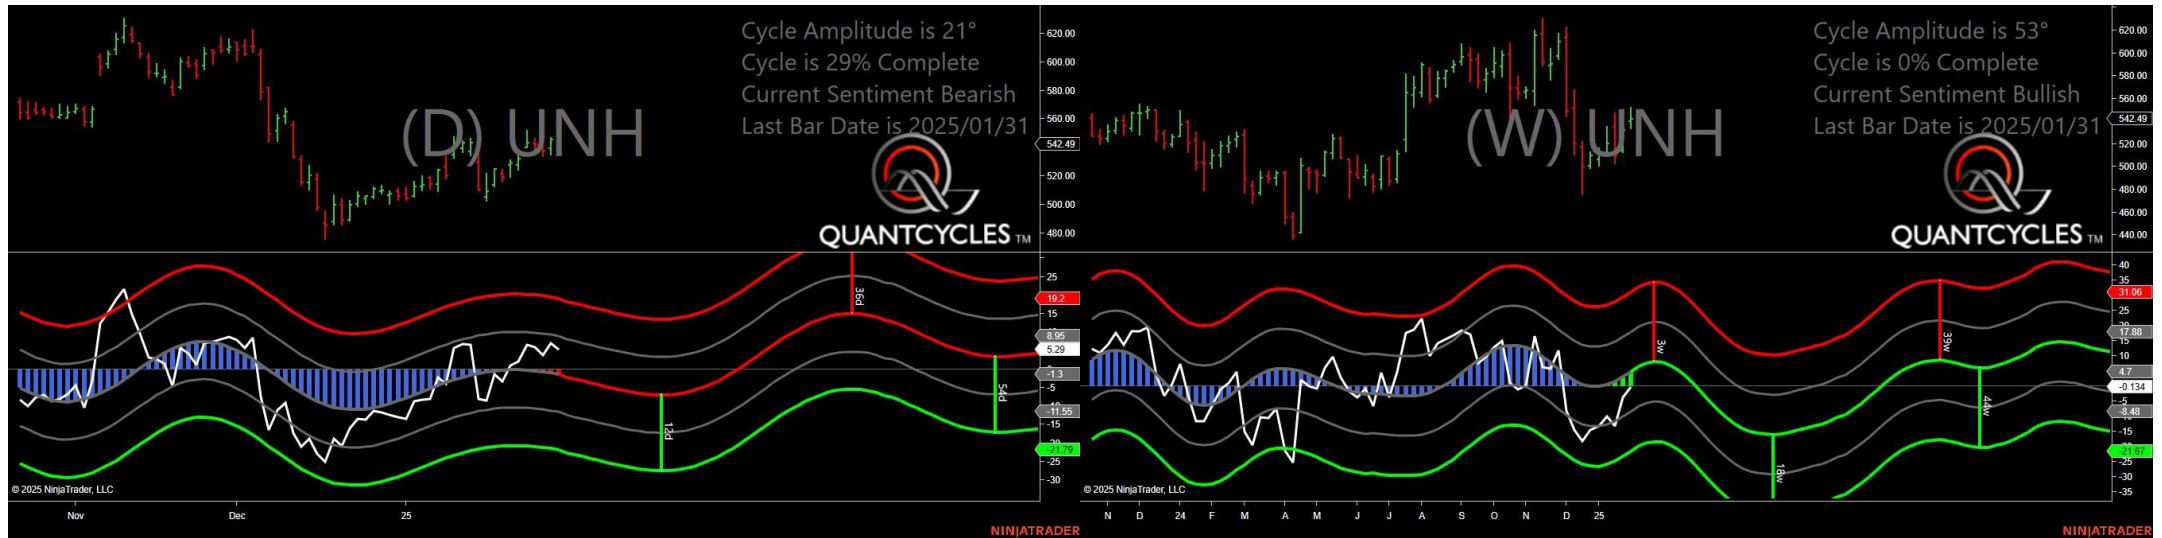 Cycle Amplitude is 21°
Cycle is 29% Complete
Current Sentiment Bearish
Last Bar Date is 2025/01/31
(D) UNH
QUANTCYCLES TM
620.00
600.00
580.00
560.00
542.49
520.00
500.00
480.00
25
19.2
15
8.95
5.29
-1.3
-5
-11.55
-15
-21.79
-25
-30
36d
12d
54d
© 2025 NinjaTrader, LLC
Nov
Dec
25
NINJATRADER
Cycle Amplitude is 53°
Cycle is 0% Complete
Current Sentiment Bullish
Last Bar Date is 2025/01/31
(W) UNH
QUANTCYCLES TM
620.00
600.00
580.00
560.00
542.49
520.00
500.00
480.00
460.00
440.00
40
35
31.06
25
17.88
15
10
4.7
-0.134
-5
-8.48
-15
-21.67
-25
-30
-35
3w
39w
18w
44w
© 2025 NinjaTrader, LLC
N D 24 F M A M J J A S O N D 25
NINJATRADER